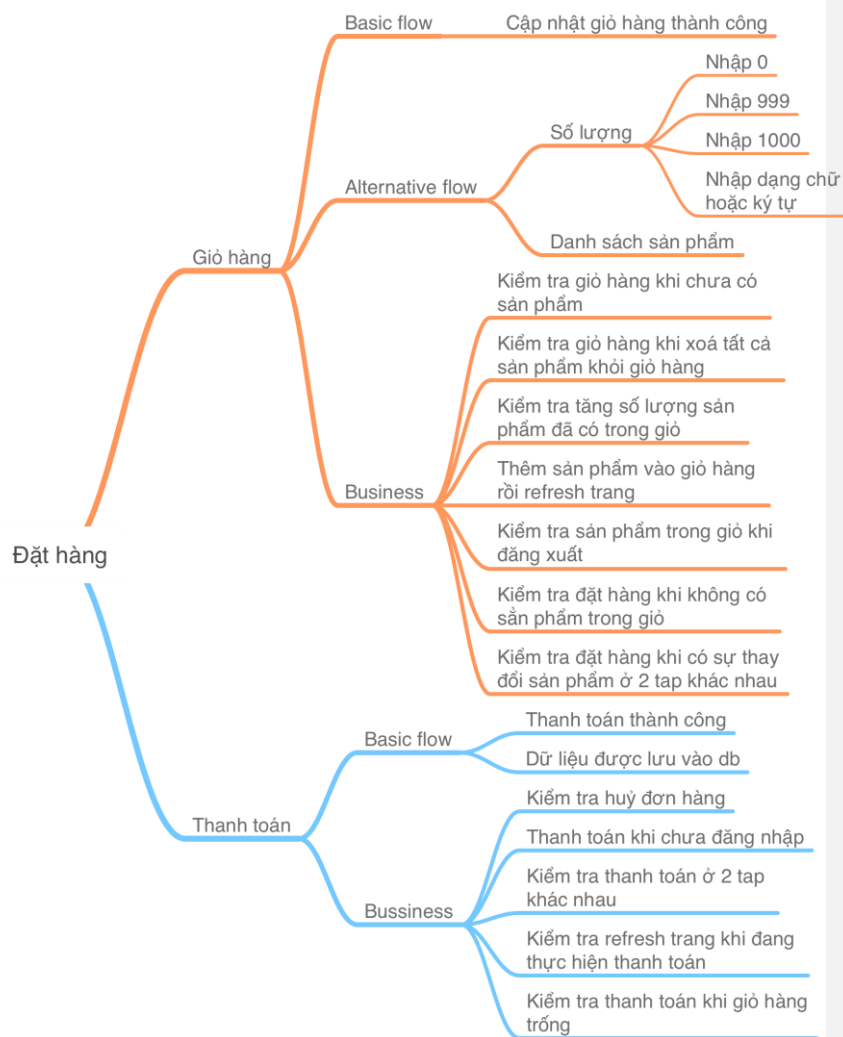 Basic flow
Cập nhật giỏ hàng thành công
Nhập 0
Nhập 999
Số lượng
Nhập 1000
Nhập dạng chữ
hoặc ký tự
Alternative flow
Danh sách sản phẩm
Giỏ hàng
Kiểm tra giỏ hàng khi chưa có
sản phẩm
Kiểm tra giỏ hàng khi xoá tất cả
sản phẩm khỏi giỏ hàng
Kiểm tra tăng số lượng sản
phẩm đã có trong giỏ
Thêm sản phẩm vào giỏ hàng
rồi refresh trang
Business
Kiểm tra sản phẩm trong giỏ khi
đăng xuất
Kiểm tra đặt hàng khi không có
sẳn phẩm trong giỏ
Kiểm tra đặt hàng khi có sự thay
đổi sản phẩm ở 2 tap khác nhau
Đặt hàng
Thanh toán thành công
Basic flow
Dữ liệu được lưu vào db
Kiểm tra huỷ đơn hàng
Thanh toán
Thanh toán khi chưa đăng nhập
Kiểm tra thanh toán ở 2 tap
khác nhau
Bussiness
Kiểm tra refresh trang khi đang
thực hiện thanh toán
Kiểm tra thanh toán khi giỏ hàng
trống